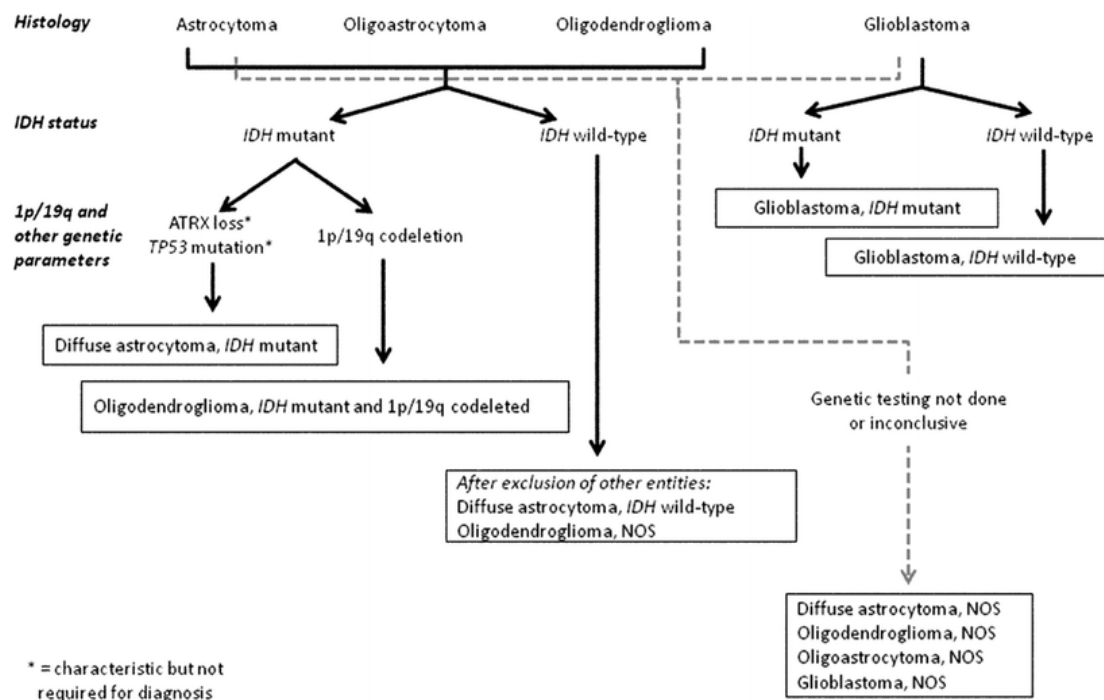 Histology
Astrocytoma
Oligoastrocytoma
Oligodendroglioma
Glioblastoma
IDH status
IDH mutant
IDH wild-type
IDH mutant
IDH wild-type
1p/19q and
other genetic
parameters
ATRX loss*
TP53 mutation*
1p/19q codeletion
Glioblastoma, IDH mutant
Glioblastoma, IDH wild-type
Diffuse astrocytoma, IDH mutant
Oligodendroglioma, IDH mutant and 1p/19q codeleted
Genetic testing not done
or inconclusive
After exclusion of other entities:
Diffuse astrocytoma, IDH wild-type
Oligodendroglioma, NOS
Diffuse astrocytoma, NOS
Oligodendroglioma, NOS
Oligoastrocytoma, NOS
Glioblastoma, NOS
* = characteristic but not
required for diagnosis